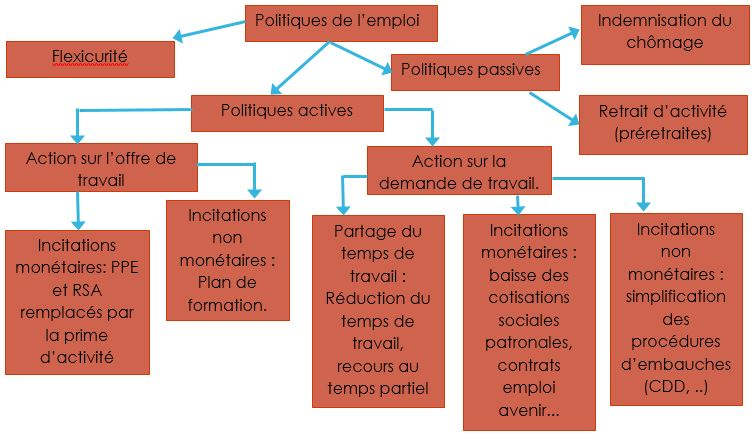 Politiques de l’emploi
Flexicurité
Politiques passives
Indemnisation du
chômage
Retrait d’activité
(préretraites)
Politiques actives
Action sur l’offre de
travail
Action sur la
demande de travail.
Incitations
monétaires: PPE
et RSA
remplacés par
la prime
d’activité
Incitations
non
monétaires :
Plan de
formation.
Partage du
temps de
travail :
Réduction du
temps de
travail,
recours au
temps partiel
Incitations
monétaires :
baisse des
cotisations
sociales
patronales,
contrats
emploi
avenir...
Incitations
non
monétaires :
simplification
des
procédures
d’embauches
(CDD, ..)